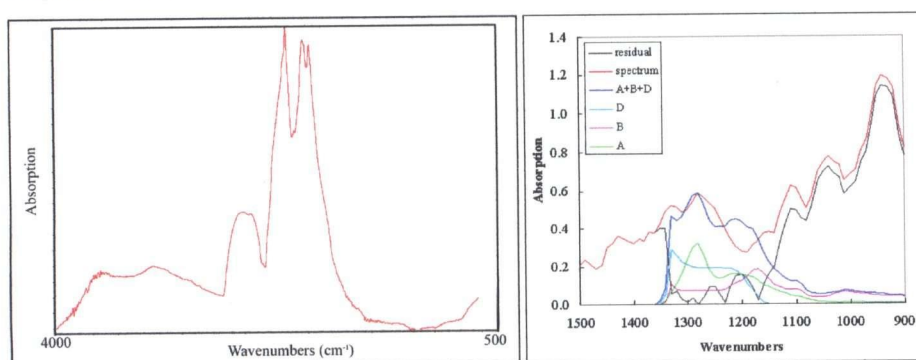 Absorption
4000
Wavenumbers (cm⁻¹)
500
1.4
1.2
1.0
0.8
0.6
0.4
0.2
0.0
Absorption
residual
spectrum
A+B+D
D
B
A
1500
1400
1300
1200
1100
1000
900
Wavenumbers